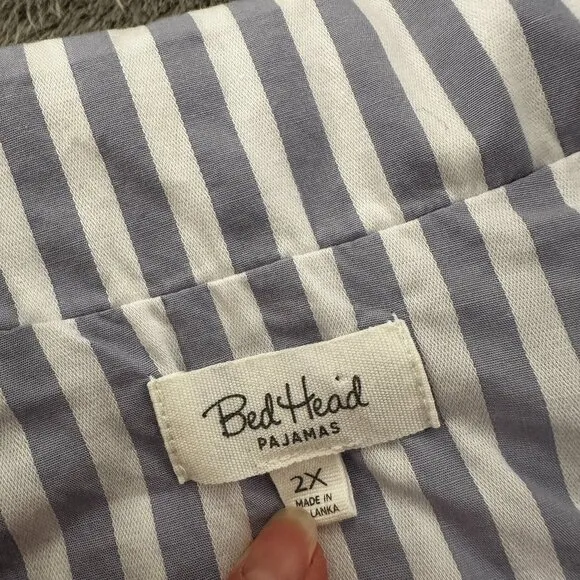 Bed Head
PAJAMAS
2X
MADE IN
LANKA